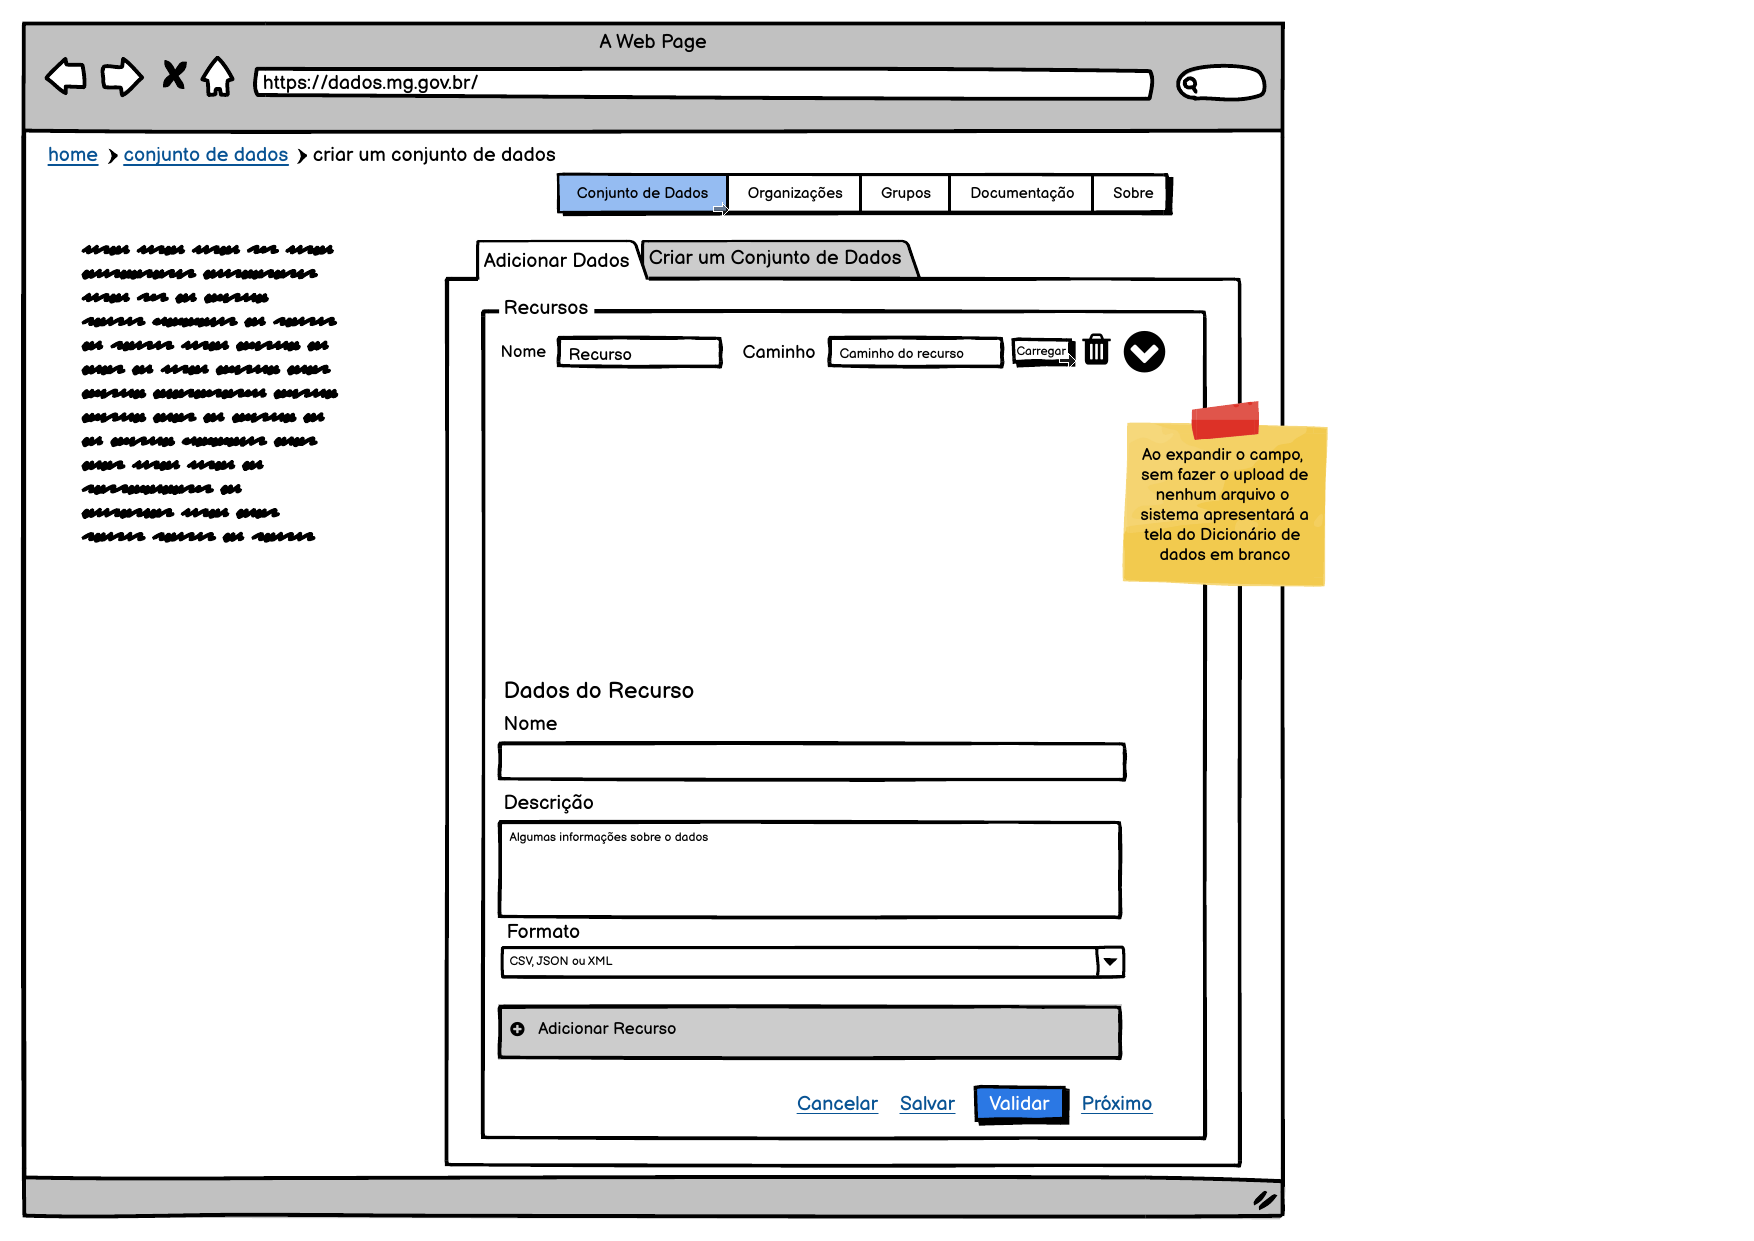 A Web Page
https://dados.mg.gov.br/
home conjunto de dados criar um conjunto de dados
Conjunto de Dados Organizações Grupos Documentação Sobre
Adicionar Dados Criar um Conjunto de Dados
Recursos
Nome Recurso Caminho Caminho do recurso Carregar
Ao expandir o campo,
sem fazer o upload de
nenhum arquivo o
sistema apresentará a
tela do Dicionário de
dados em branco
Dados do Recurso
Nome
Descrição
Algumas informações sobre o dados
Formato
CSV, JSON ou XML
Adicionar Recurso
Cancelar Salvar Validar Próximo